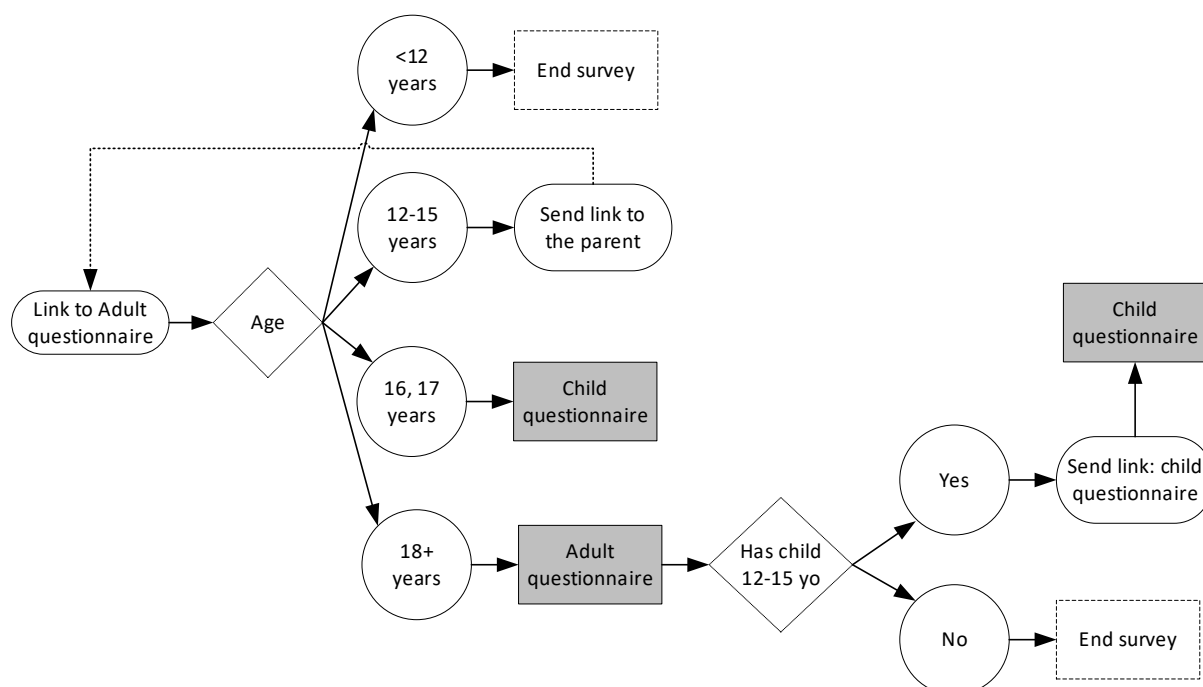 <12
years
End survey
12-15
years
Send link to
the parent
Link to Adult
questionnaire
Age
16, 17
years
Child
questionnaire
18+
years
Adult
questionnaire
Has child
12-15 yo
Yes
Send link: child
questionnaire
Child
questionnaire
No
End survey